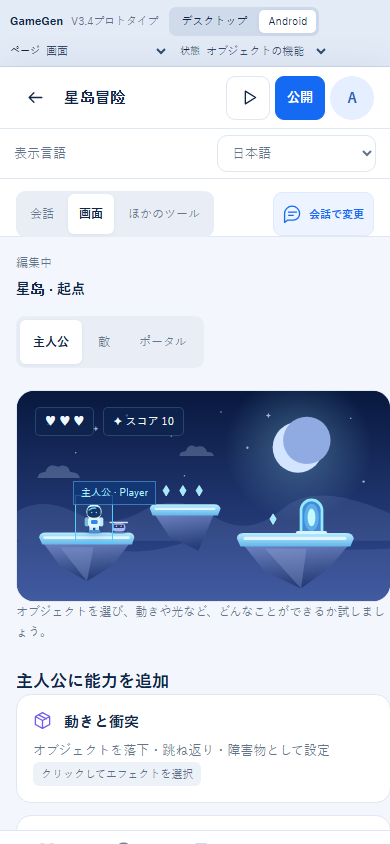 GameGen V3.4プロトタイプ デスクトップ Android
ページ 画面 状態 オブジェクトの機能
星岛冒险 公開 A
表示言語 日本語
会話 画面 ほかのツール 会話で変更
編集中
星岛 · 起点
主人公 敵 ポータル
♥ ♥ ♥ ✦ スコア 10
主人公 · Player
オブジェクトを選び、動きや光など、どんなことができるか試しまし
ょう。
主人公に能力を追加
動きと衝突
オブジェクトを落下・跳ね返り・障害物として設定
クリックしてエフェクトを選択